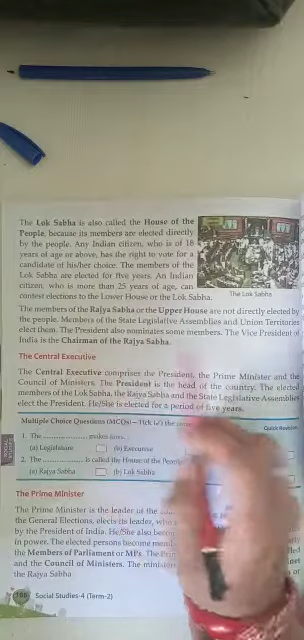 The Lok Sabha is also called the House of the
People, because its members are elected directly
by the people. Any Indian citizen, who is of 18
years of age or above, has the right to vote for a
candidate of his/her choice. The members of the
Lok Sabha are elected for five years. An Indian
citizen, who is more than 25 years of age, can
contest elections to the Lower House or the Lok Sabha.
The Lok Sabha
The members of the Rajya Sabha or the Upper House are not directly elected by
the people. Members of the State Legislative Assemblies and Union Territories
elect them. The President also nominates some members. The Vice President of
India is the Chairman of the Rajya Sabha.
The Central Executive
The Central Executive comprises the President, the Prime Minister and the
Council of Ministers. The President is the head of the country. The elected
members of the Lok Sabha, the Rajya Sabha and the State Legislative Assemblies
elect the President. He/She is elected for a period of five years.
Multiple Choice Questions (MCQs)— Tick (✓) the
Quick Revision
1. The .................... makes laws.
(a) Legislature (b) Executive
2. The .................... is called the House of the People
(a) Rajya Sabha (b) Lok Sabha
SOCIAL STUDIES
The Prime Minister
The Prime Minister is the leader of the
the General Elections, elects its leader, who
by the President of India. He/She also
in power. The elected persons become
the Members of Parliament or MPs. The
and the Council of Ministers. The
the Rajya Sabha
Social Studies-4 (Term-2)